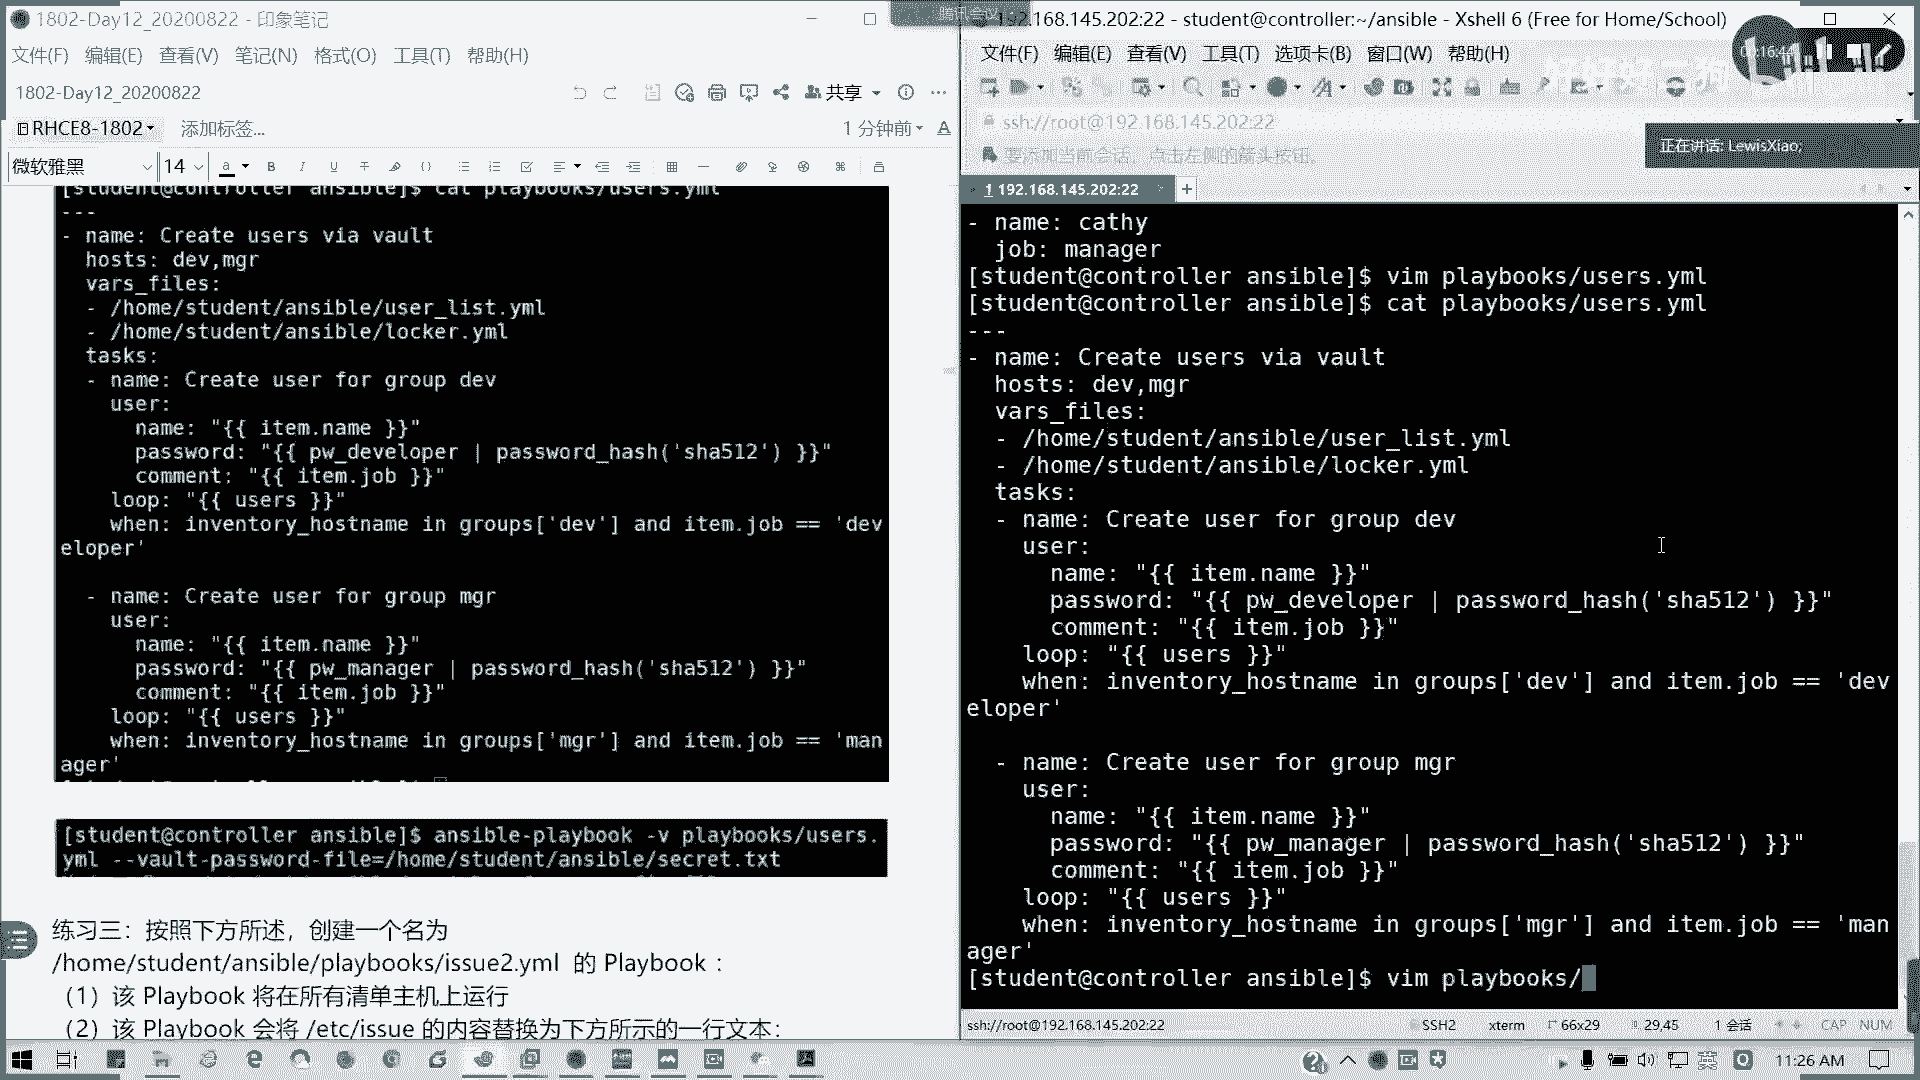 1802-Day12_20200822 - 印象笔记
文件(F) 编辑(E) 查看(V) 笔记(N) 格式(O) 工具(T) 帮助(H)
1802-Day12_20200822
共享
RHCE8-1802
添加标签...
1 分钟前
微软雅黑 14
[student@controller ansible]$ cat playbooks/users.yml
---
- name: Create users via vault
  hosts: dev,mgr
  vars_files:
  - /home/student/ansible/user_list.yml
  - /home/student/ansible/locker.yml
  tasks:
  - name: Create user for group dev
    user:
      name: "{{ item.name }}"
      password: "{{ pw_developer | password_hash('sha512') }}"
      comment: "{{ item.job }}"
    loop: "{{ users }}"
    when: inventory_hostname in groups['dev'] and item.job == 'dev
eloper'
  - name: Create user for group mgr
    user:
      name: "{{ item.name }}"
      password: "{{ pw_manager | password_hash('sha512') }}"
      comment: "{{ item.job }}"
    loop: "{{ users }}"
    when: inventory_hostname in groups['mgr'] and item.job == 'man
ager'
[student@controller ansible]$ ansible-playbook -v playbooks/users.
yml --vault-password-file=/home/student/ansible/secret.txt
练习三：按照下方所述，创建一个名为
/home/student/ansible/playbooks/issue2.yml 的 Playbook：
（1）该 Playbook 将在所有清单主机上运行
（2）该 Playbook 会将 /etc/issue 的内容替换为下方所示的一行文本：
腾讯会议
192.168.145.202:22 - student@controller:~/ansible - Xshell 6 (Free for Home/School)
文件(F) 编辑(E) 查看(V) 工具(T) 选项卡(B) 窗口(W) 帮助(H)
ssh://root@192.168.145.202:22
要添加当前会话，点击左侧的箭头按钮。
正在讲话: LewisXiao;
1 192.168.145.202:22
- name: cathy
  job: manager
[student@controller ansible]$ vim playbooks/users.yml
[student@controller ansible]$ cat playbooks/users.yml
---
- name: Create users via vault
  hosts: dev,mgr
  vars_files:
  - /home/student/ansible/user_list.yml
  - /home/student/ansible/locker.yml
  tasks:
  - name: Create user for group dev
    user:
      name: "{{ item.name }}"
      password: "{{ pw_developer | password_hash('sha512') }}"
      comment: "{{ item.job }}"
    loop: "{{ users }}"
    when: inventory_hostname in groups['dev'] and item.job == 'dev
eloper'
  - name: Create user for group mgr
    user:
      name: "{{ item.name }}"
      password: "{{ pw_manager | password_hash('sha512') }}"
      comment: "{{ item.job }}"
    loop: "{{ users }}"
    when: inventory_hostname in groups['mgr'] and item.job == 'man
ager'
[student@controller ansible]$ vim playbooks/
ssh://root@192.168.145.202:22 SSH2 xterm 66x29 29,45 1 会话 CAP NUM
英 11:26 AM